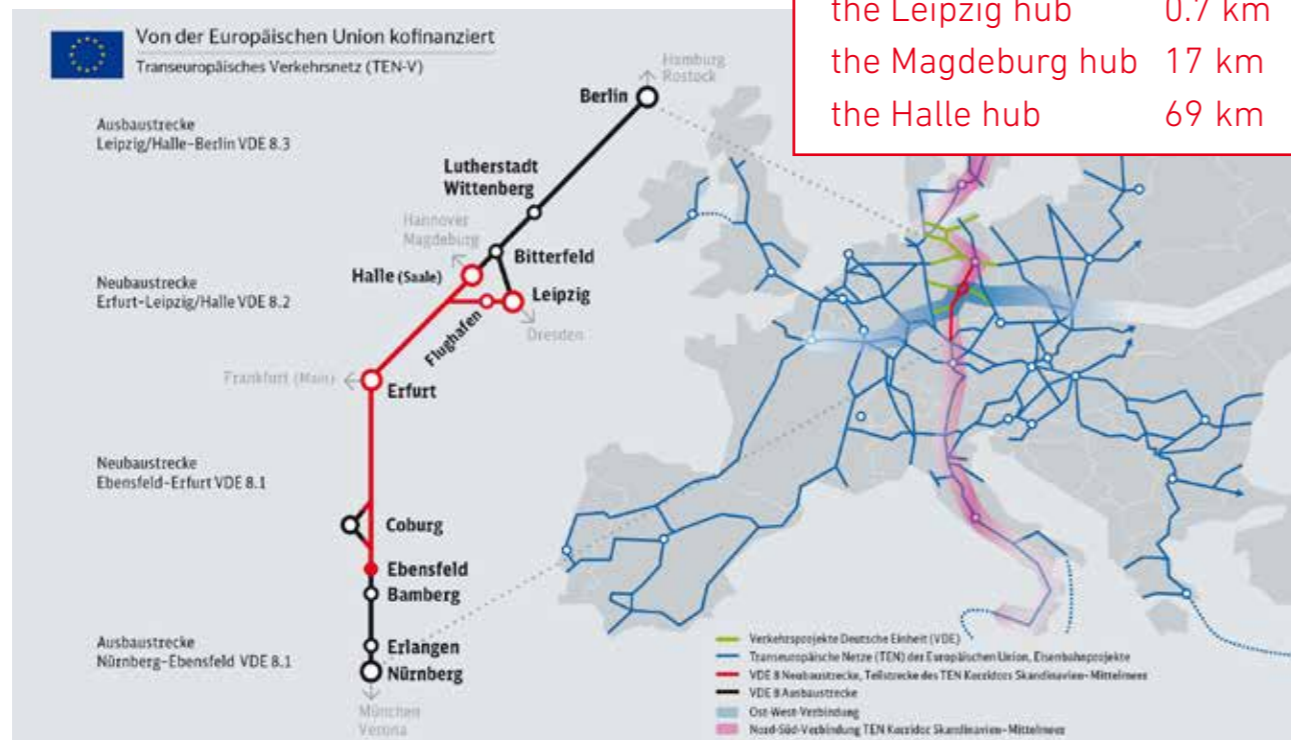 the Leipzig hub 0.7 km
the Magdeburg hub 17 km
the Halle hub 69 km
Von der Europäischen Union kofinanziert
Transeuropäisches Verkehrsnetz (TEN-V)
Hamburg
Rostock
Berlin
Ausbaustrecke
Leipzig/Halle-Berlin VDE 8.3
Lutherstadt
Wittenberg
Hannover
Magdeburg
Bitterfeld
Halle (Saale)
Neubaustrecke
Erfurt-Leipzig/Halle VDE 8.2
Leipzig
Flughafen
Dresden
Frankfurt (Main)
Erfurt
Neubaustrecke
Ebensfeld-Erfurt VDE 8.1
Coburg
Ebensfeld
Bamberg
Ausbaustrecke
Nürnberg-Ebensfeld VDE 8.1
Erlangen
Nürnberg
München
Verona
Verkehrsprojekte Deutsche Einheit (VDE)
Transeuropäische Netze (TEN) der Europäischen Union, Eisenbahnprojekte
VDE 8 Neubaustrecke, Teilstrecke des TEN Korridors Skandinavien-Mittelmeer
VDE 8 Ausbaustrecke
Ost-West-Verbindung
Nord-Süd-Verbindung TEN Korridor Skandinavien-Mittelmeer